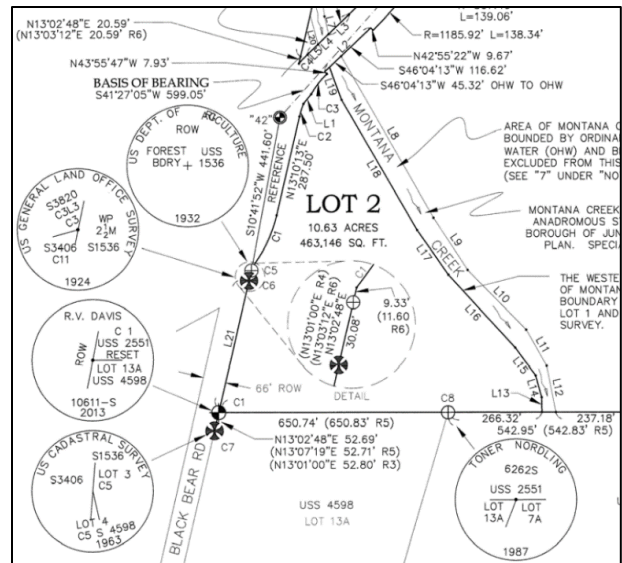 L=139.06'
R=1185.92' L=138.34'
N13°02'48"E 20.59'
(N13°03'12"E 20.59' R6)
L3
L2
C4
L5
L4
N42°55'22"W 9.67'
S46°04'13"W 116.62'
S46°04'13"W 45.32' OHW TO OHW
N43°55'47"W 7.93'
BASIS OF BEARING
S41°27'05"W 599.05'
L19
C3
L1
C2
"42"
MONTANA
CREEK
L8
L18
L17
L9
L16
L10
L11
L15
L14
L13
L12
AREA OF MONTANA C
BOUNDED BY ORDINA
WATER (OHW) AND B
EXCLUDED FROM THIS
(SEE "7" UNDER "NO
MONTANA CREEK
ANADROMOUS S
BOROUGH OF JUN
PLAN. SPECI
THE WESTE
OF MONTAN
BOUNDARY
LOT 1 AND
SURVEY.
US DEPT. OF AGRICULTURE
ROW
FOREST USS
BDRY 1536
1932
S10°41'52"W 441.60'
REFERENCE
N13°10'13"E
287.50'
C1
LOT 2
10.63 ACRES
463,146 SQ. FT.
US GENERAL LAND OFFICE SURVEY
S3820
C3L3
C3
WP
2½M
S3406
S1536
C11
1924
C5
C6
C1
9.33'
(11.60
R6)
(N13°01'00"E R4)
(N13°03'12"E R6)
N13°02'48"E
30.08'
DETAIL
R.V. DAVIS
C 1
USS 2551
RESET
ROW
LOT 13A
USS 4598
10611-S
2013
L21
66' ROW
C1
C7
C8
650.74' (650.83' R5)
266.32'
237.18'
542.95' (542.83' R5)
N13°02'48"E 52.69'
(N13°07'19"E 52.71' R5)
(N13°01'00"E 52.80' R3)
US CADASTRAL SURVEY
S1536
S3406
LOT 3
C5
LOT 4
C5 S 4598
1963
BLACK BEAR RD
USS 4598
LOT 13A
TONER NORDLING
6262S
USS 2551
LOT LOT
13A 7A
1987